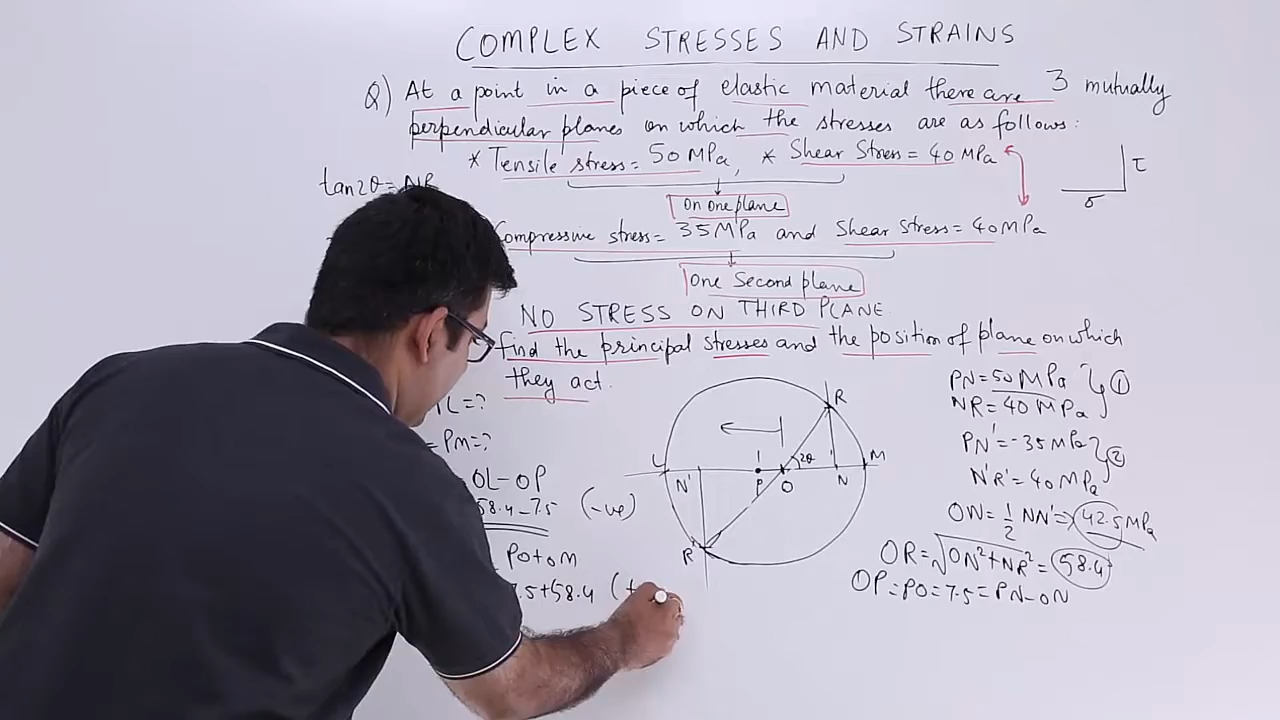 COMPLEX STRESSES AND STRAINS
Q) At a point in a piece of elastic material there are 3 mutually
perpendicular planes on which the stresses are as follows:
* Tensile stress = 50 MPa, * Shear Stress = 40 MPa
τ
σ
tan2θ = NR
On one plane
Compressive stress = 35 MPa and Shear Stress = 40 MPa
One Second plane
NO STRESS ON THIRD PLANE.
find the principal stresses and the position of plane on which
they act.
L=?
= PM=?
OL-OP
58.4-7.5 (-ve)
PO+OM
7.5+58.4
R
2θ
L
N'
P
O
N
M
R'
PN=50 MPa
NR=40 MPa
1
PN'=-35 MPa
N'R'=40 MPa
2
ON=1/2 NN'=42.5 MPa
OR=√ON²+NR²=58.4
OP=PO=7.5=PN-ON